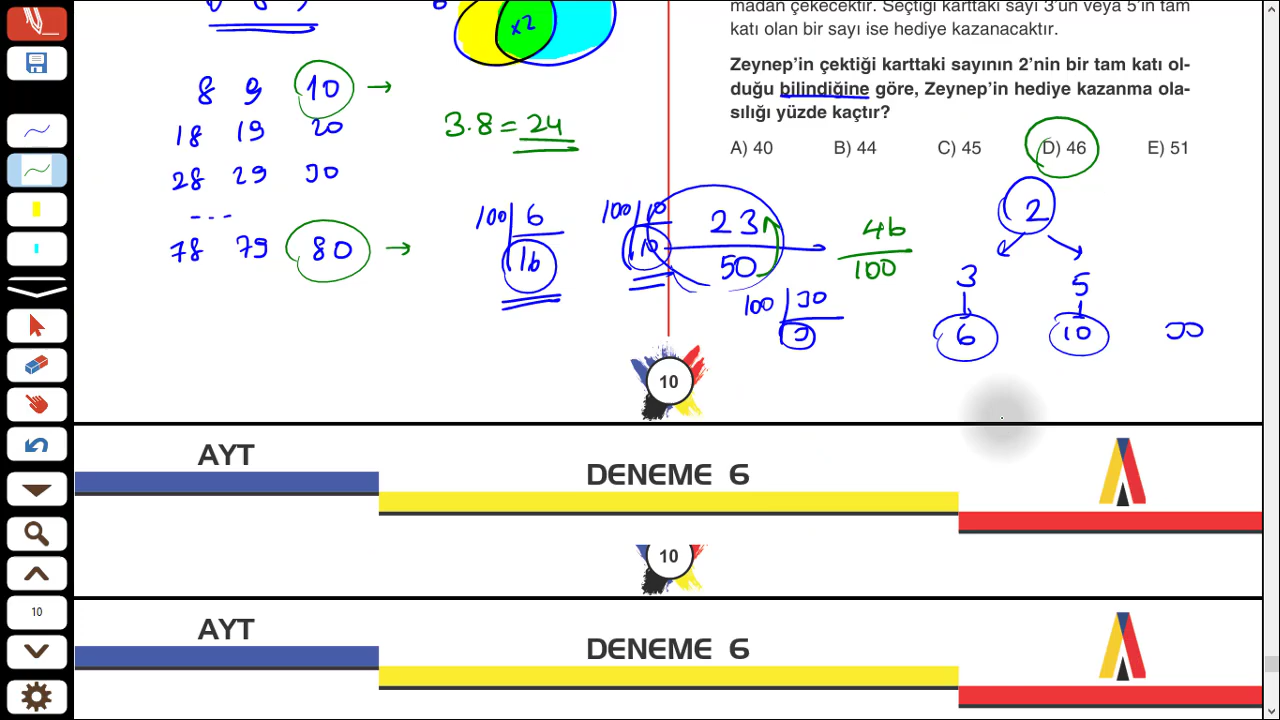 madan çekecektir. Seçtiği karttaki sayı 3'ün veya 5'in tam
katı olan bir sayı ise hediye kazanacaktır.
Zeynep'in çektiği karttaki sayının 2'nin bir tam katı ol-
duğu bilindiğine göre, Zeynep'in hediye kazanma ola-
sılığı yüzde kaçtır?
A) 40 B) 44 C) 45 D) 46 E) 51
x2
8 9 10 →
18 19 20
28 29 30
...
78 79 80 →
3.8 = 24
100 6
16
100 10
10
23
50
46
100
100 30
3
2
3 5
6 10 30
10
AYT
DENEME 6
10
AYT
DENEME 6
10